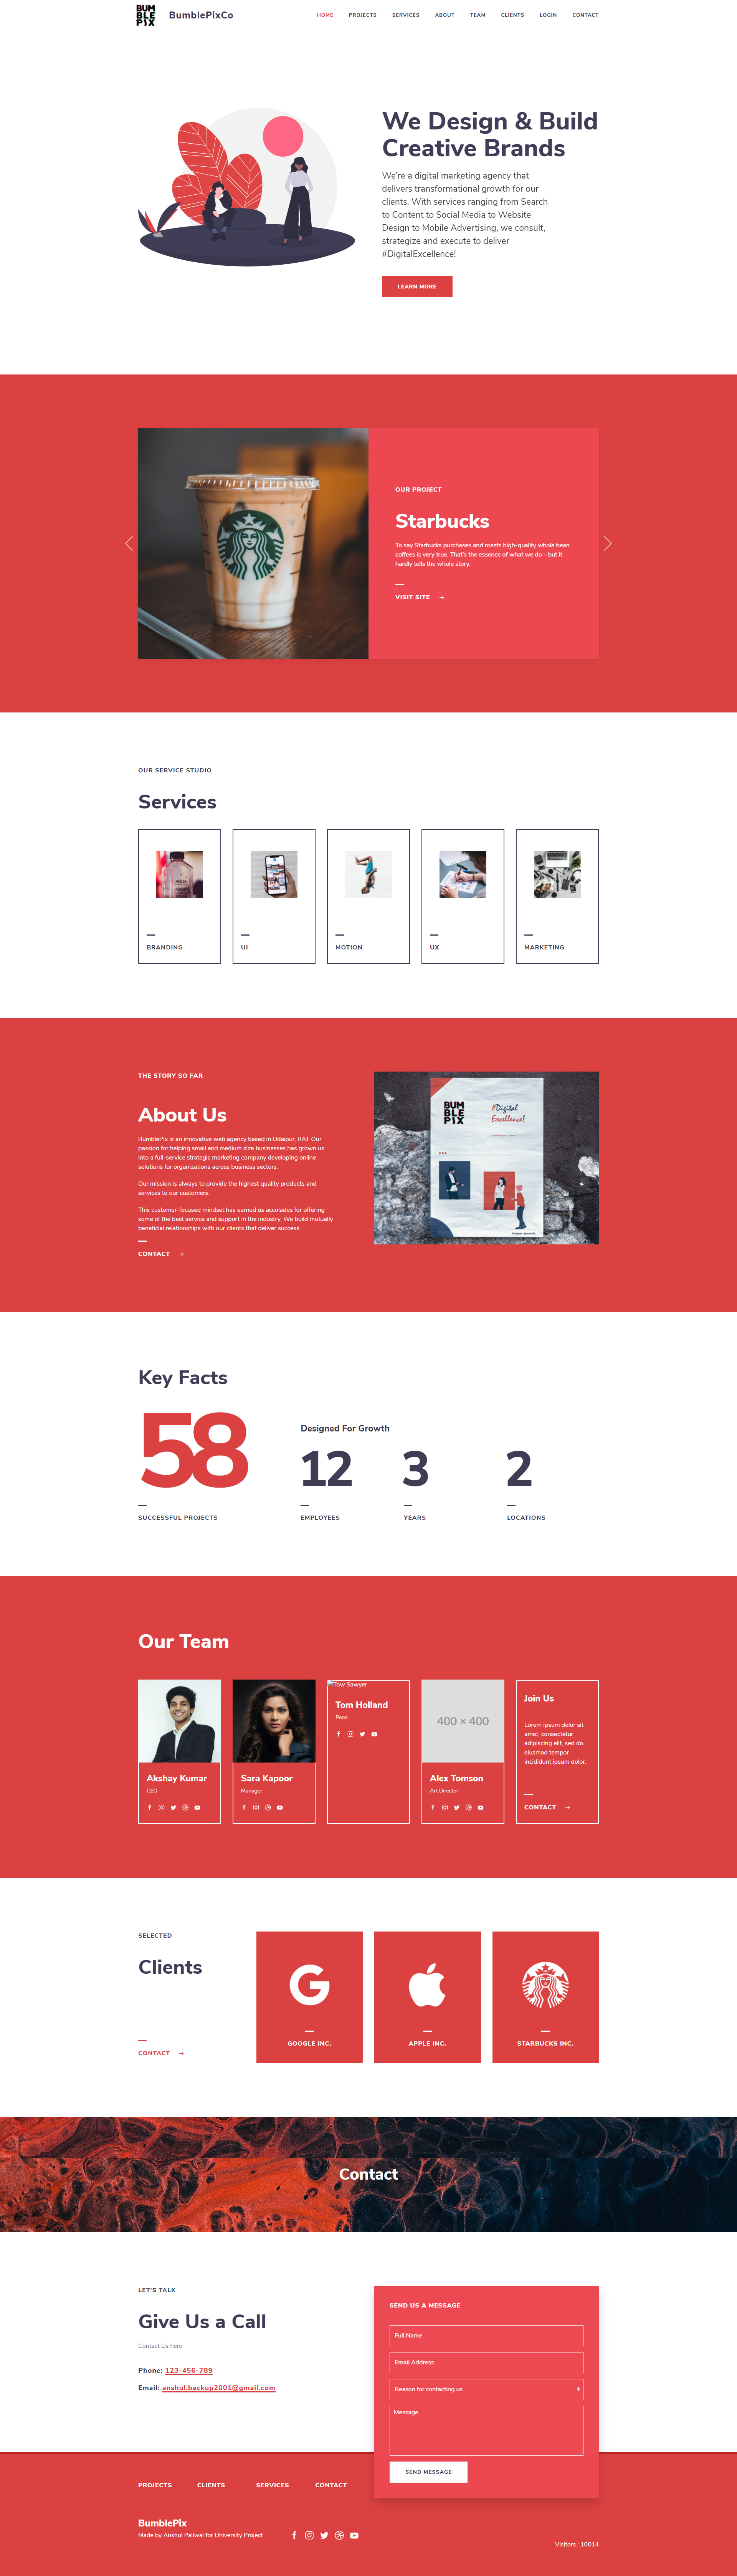 BUM
BLE
PIX
BumblePixCo
HOME
PROJECTS
SERVICES
ABOUT
TEAM
CLIENTS
LOGIN
CONTACT
We Design & Build
Creative Brands
We're a digital marketing agency that
delivers transformational growth for our
clients. With services ranging from Search
to Content to Social Media to Website
Design to Mobile Advertising, we consult,
strategize and execute to deliver
#DigitalExcellence!
LEARN MORE
OUR PROJECT
Starbucks
To say Starbucks purchases and roasts high-quality whole bean
coffees is very true. That's the essence of what we do – but it
hardly tells the whole story.
VISIT SITE
OUR SERVICE STUDIO
Services
BRANDING
UI
MOTION
UX
MARKETING
THE STORY SO FAR
About Us
BumblePix is an innovative web agency based in Udaipur, RAJ. Our
passion for helping small and medium size businesses has grown us
into a full-service strategic marketing company developing online
solutions for organizations across business sectors.
Our mission is always to provide the highest quality products and
services to our customers.
This customer-focused mindset has earned us accolades for offering
some of the best service and support in the industry. We build mutually
beneficial relationships with our clients that deliver success.
CONTACT
BUM
BLE
PIX
#Digital
Excellence!
Key Facts
58
SUCCESSFUL PROJECTS
Designed For Growth
12
EMPLOYEES
3
YEARS
2
LOCATIONS
Our Team
Akshay Kumar
CEO
Sara Kapoor
Manager
Tow Sawyer
Tom Holland
Peon
400 × 400
Alex Tomson
Art Director
Join Us
Lorem ipsum dolor sit
amet, consectetur
adipiscing elit, sed do
eiusmod tempor
incididunt ipsum dolor.
CONTACT
SELECTED
Clients
CONTACT
GOOGLE INC.
APPLE INC.
STARBUCKS INC.
Contact
LET'S TALK
Give Us a Call
Contact Us here
Phone: 123-456-789
Email: anshul.backup2001@gmail.com
SEND US A MESSAGE
Full Name
Email Address
Reason for contacting us
Message
SEND MESSAGE
PROJECTS
CLIENTS
SERVICES
CONTACT
BumblePix
Made by Anshul Paliwal for University Project
Visitors : 10014